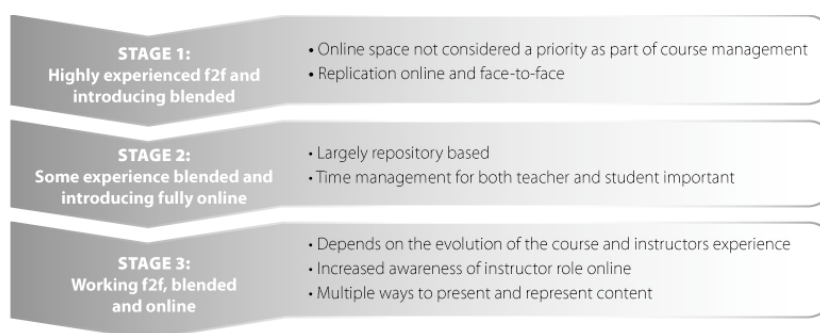 STAGE 1:
Highly experienced f2f and
introducing blended
• Online space not considered a priority as part of course management
• Replication online and face-to-face
STAGE 2:
Some experience blended and
introducing fully online
• Largely repository based
• Time management for both teacher and student important
STAGE 3:
Working f2f, blended
and online
• Depends on the evolution of the course and instructors experience
• Increased awareness of instructor role online
• Multiple ways to present and represent content